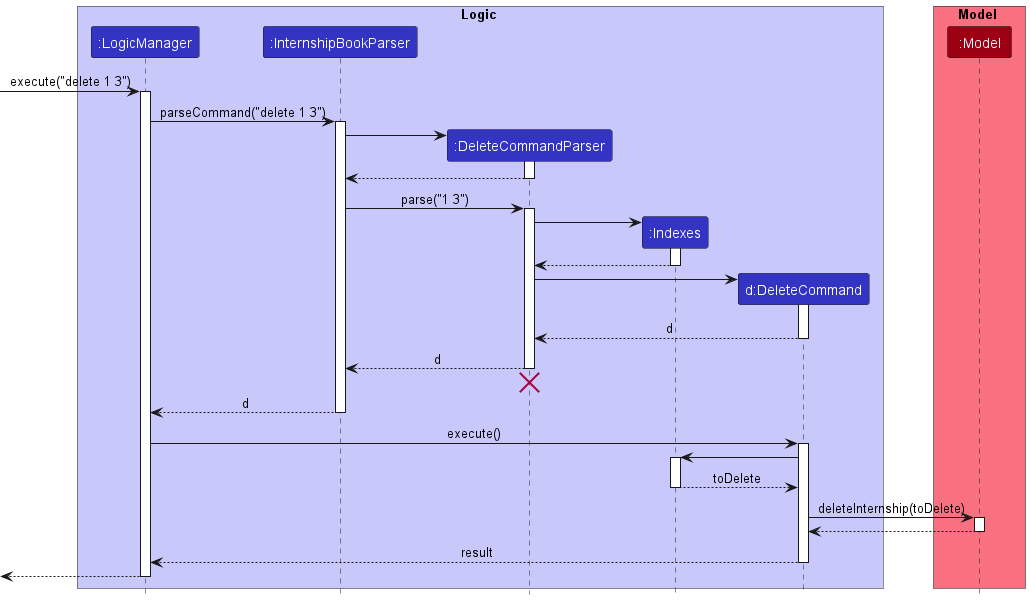 Logic
Model
:LogicManager
:InternshipBookParser
:Model
execute("delete 1 3")
parseCommand("delete 1 3")
:DeleteCommandParser
parse("1 3")
:Indexes
d:DeleteCommand
d
d
d
execute()
toDelete
deleteInternship(toDelete)
result